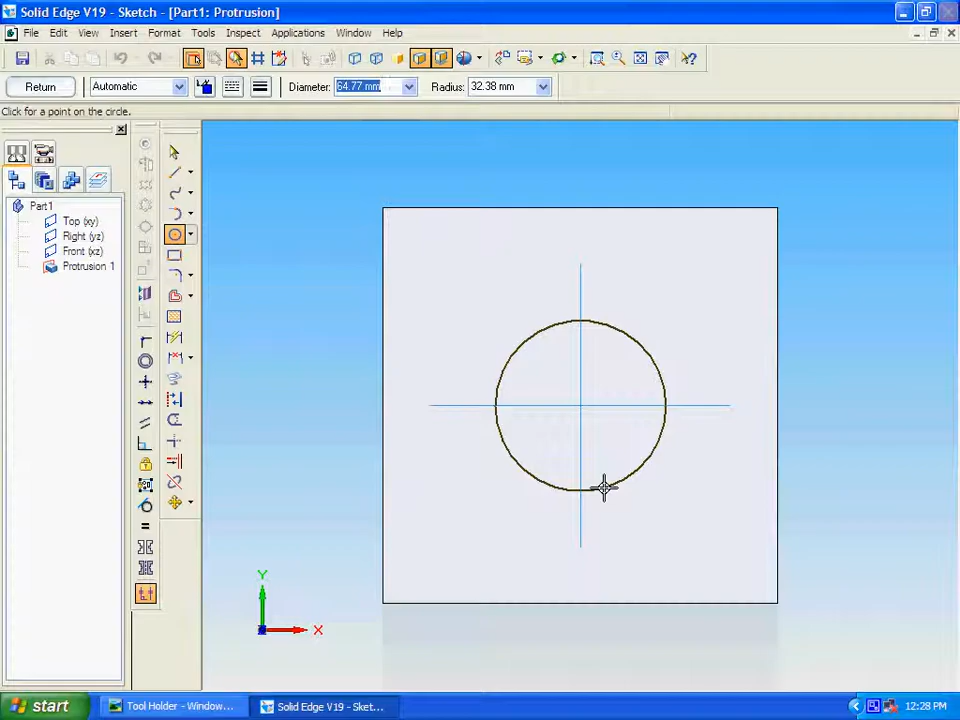 Solid Edge V19 - Sketch - [Part1: Protrusion]
File Edit View Insert Format Tools Inspect Applications Window Help
Return Automatic Diameter: 64.77 mm Radius: 32.38 mm
Click for a point on the circle.
Part1
Top (xy)
Right (yz)
Front (xz)
Protrusion 1
Y
X
start Tool Holder - Window... Solid Edge V19 - Sket... 12:28 PM